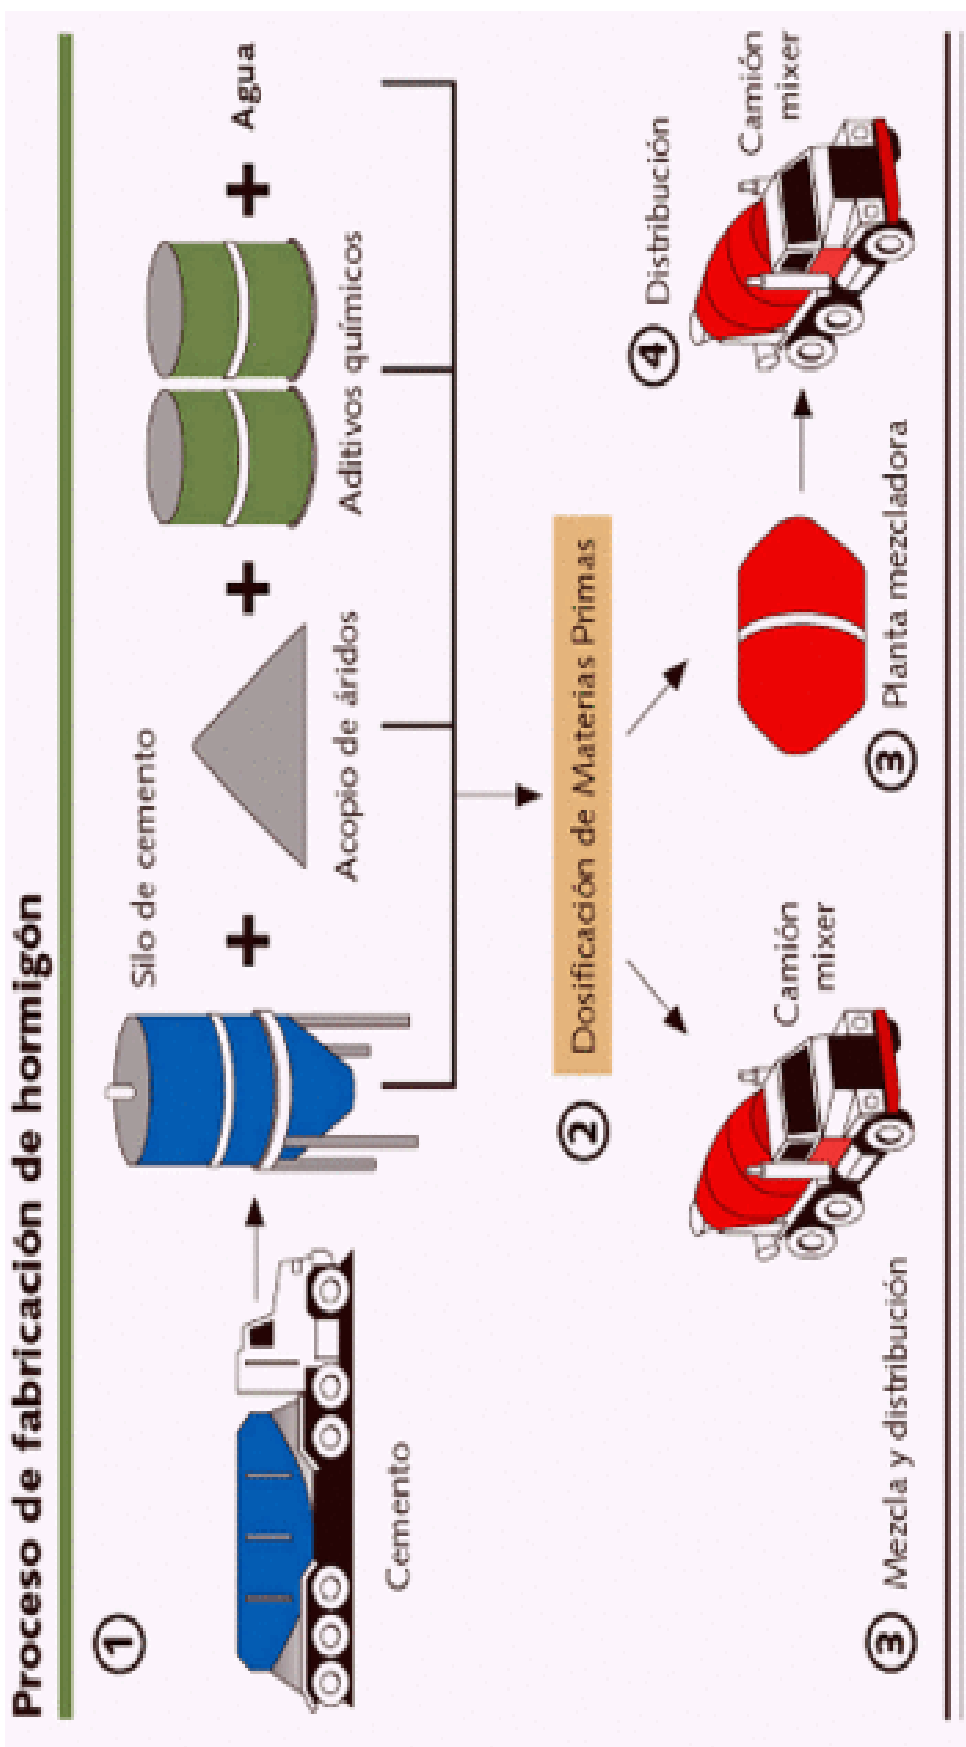 Proceso de fabricación de hormigón
1
Cemento
Silo de cemento
+
Acopio de áridos
+
Aditivos químicos
+
Agua
2
Dosificación de Materias Primas
3
Mezcla y distribución
Camión
mixer
3
Planta mezcladora
4
Distribución
Camión
mixer